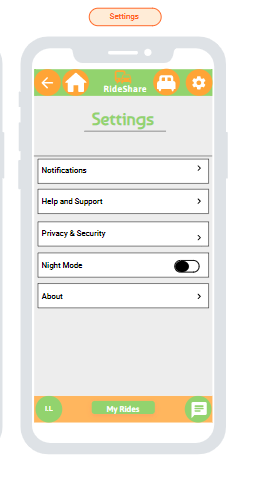 Settings
RideShare
Settings
Notifications
Help and Support
Privacy & Security
Night Mode
About
LL
My Rides